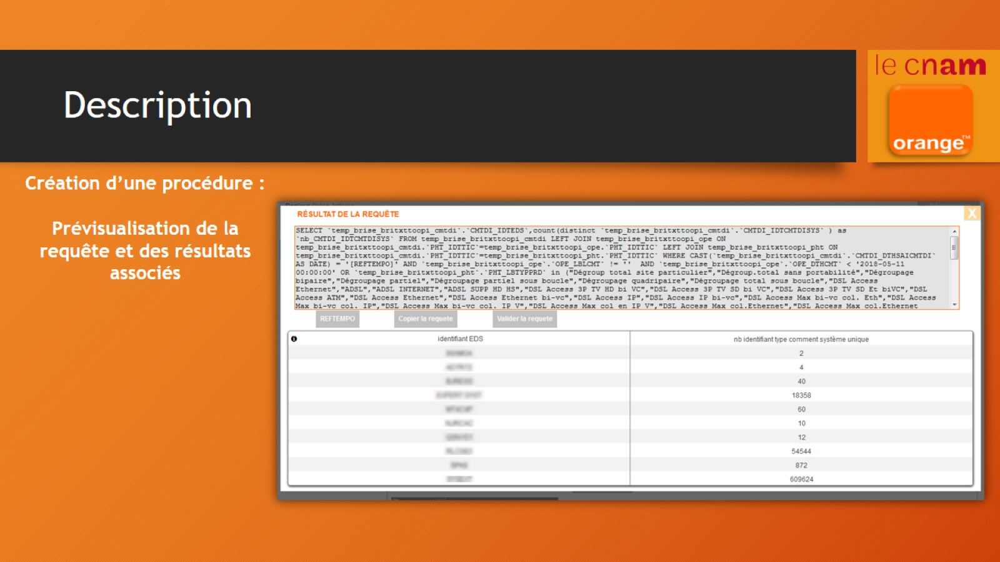 le cnam
orange™
Description
Création d’une procédure :
Prévisualisation de la
requête et des résultats
associés
RÉSULTAT DE LA REQUÊTE
X
SELECT `temp_brise_britxttoopi_cmtdi`.`CMTDI_IDTEDS`,count(distinct `temp_brise_britxttoopi_cmtdi`.`CMTDI_IDTCMTDISYS` ) as
`nb_CMTDI_IDTCMTDISYS` FROM temp_brise_britxttoopi_cmtdi LEFT JOIN temp_brise_britxttoopi_ope ON
temp_brise_britxttoopi_cmtdi.`PHT_IDTTIC`=temp_brise_britxttoopi_ope.`PHT_IDTTIC` LEFT JOIN temp_brise_britxttoopi_pht ON
temp_brise_britxttoopi_cmtdi.`PHT_IDTTIC`=temp_brise_britxttoopi_pht.`PHT_IDTTIC` WHERE CAST(`temp_brise_britxttoopi_cmtdi`.`CMTDI_DTHSAICMTDI`
AS DATE) = '[REFTEMPO]' AND `temp_brise_britxttoopi_ope`.`OPE_LBLCMT` != '' AND `temp_brise_britxttoopi_ope`.`OPE_DTHCMT` < '2018-05-11
00:00:00' OR `temp_brise_britxttoopi_pht`.`PHT_LBTYPPRD` in ("Dégroup total site particulier","Dégroup.total sans portabilité","Dégroupage
bipaire","Dégroupage partiel","Dégroupage partiel sous boucle","Dégroupage quadripaire","Dégroupage total sous boucle","DSL Access
Ethernet","ADSL","ADSL INTERNET","ADSL SUPP HD HS","DSL Access 3P TV HD bi VC","DSL Access 3P TV SD bi VC","DSL Access 3P TV SD Et biVC","DSL
Access ATM","DSL Access Ethernet","DSL Access Ethernet bi-vc","DSL Access IP","DSL Access IP bi-vc","DSL Access Max bi-vc col. Eth","DSL Access
Max bi-vc col. IP","DSL Access Max bi-vc col. IP V","DSL Access Max col en IP V","DSL Access Max col.Ethernet","DSL Access Max col.Ethernet
REFTEMPO Copier la requete Valider la requete
identifiant EDS nb identifiant type comment système unique
2
4
40
18358
60
10
12
54544
872
609624